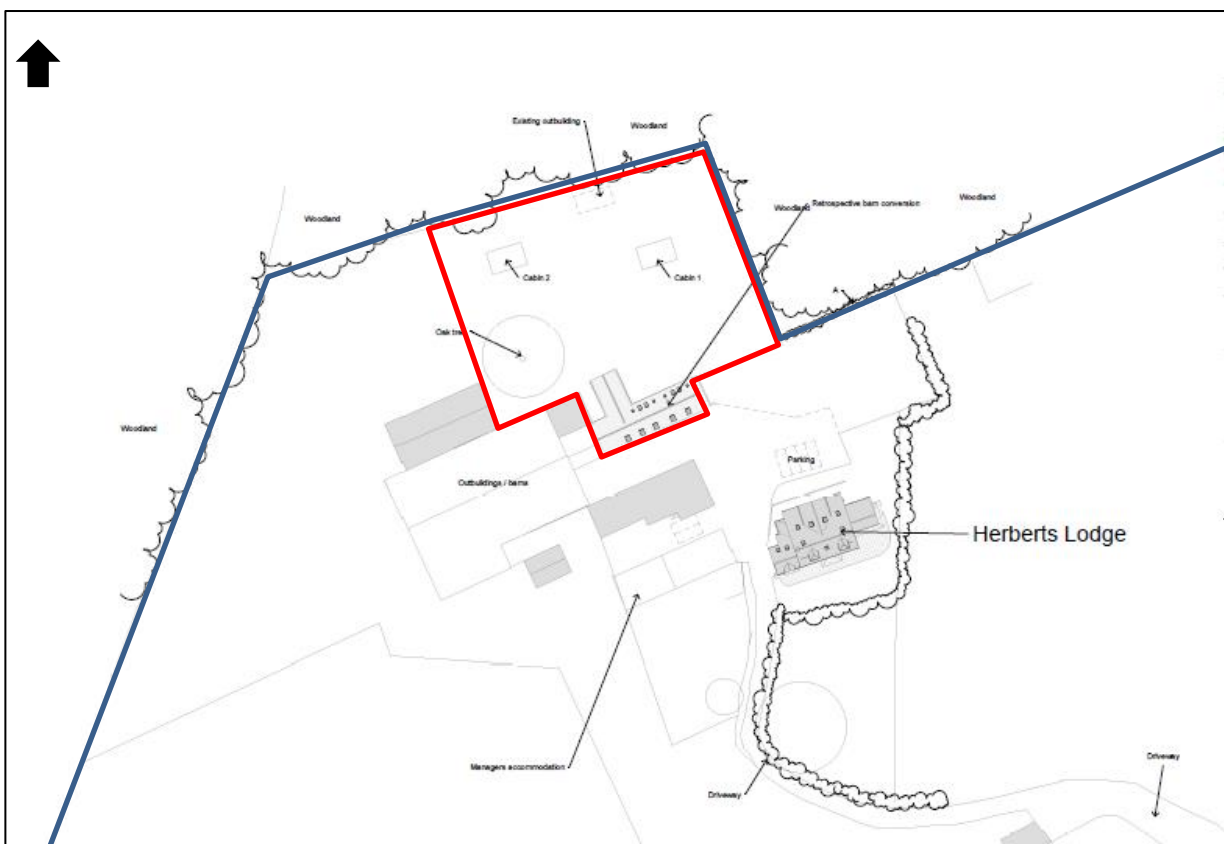 Existing outbuilding
Woodland
Woodland
Woodland
Retrospective barn conversion
Woodland
Cabin 2
Cabin 1
A
Oak tree
Woodland
Parking
Outbuildings / barns
Herberts Lodge
Managers accommodation
Driveway
Driveway